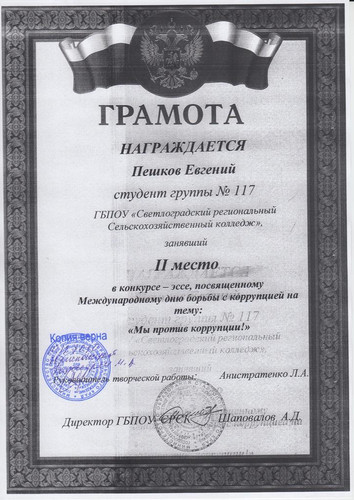 ГРАМОТА
НАГРАЖДАЕТСЯ
Пешков Евгений
студент группы № 117
ГБПОУ «Светлоградский региональный
Сельскохозяйственный колледж»,
занявший
II место
в конкурсе – эссе, посвященному
Международному дню борьбы с коррупцией на
тему:
«Мы против коррупции!»
Копия верна
Руководитель творческой работы: Анистратенко Л.А.
Директор ГБПОУ СРСК Шаповалов А.Д.